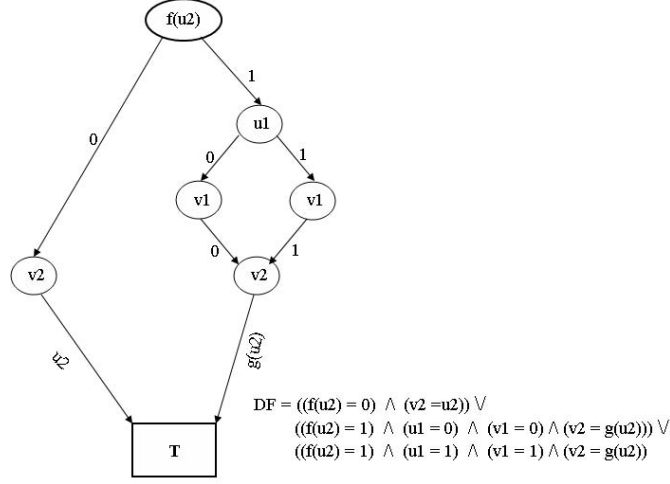 f(u2)
1
u1
0
0 1
v1 v1
0 1
v2 v2
u2
g(u2)
T
DF = ((f(u2) = 0) ∧ (v2 =u2)) ∨
((f(u2) = 1) ∧ (u1 = 0) ∧ (v1 = 0) ∧ (v2 = g(u2))) ∨
((f(u2) = 1) ∧ (u1 = 1) ∧ (v1 = 1) ∧ (v2 = g(u2))